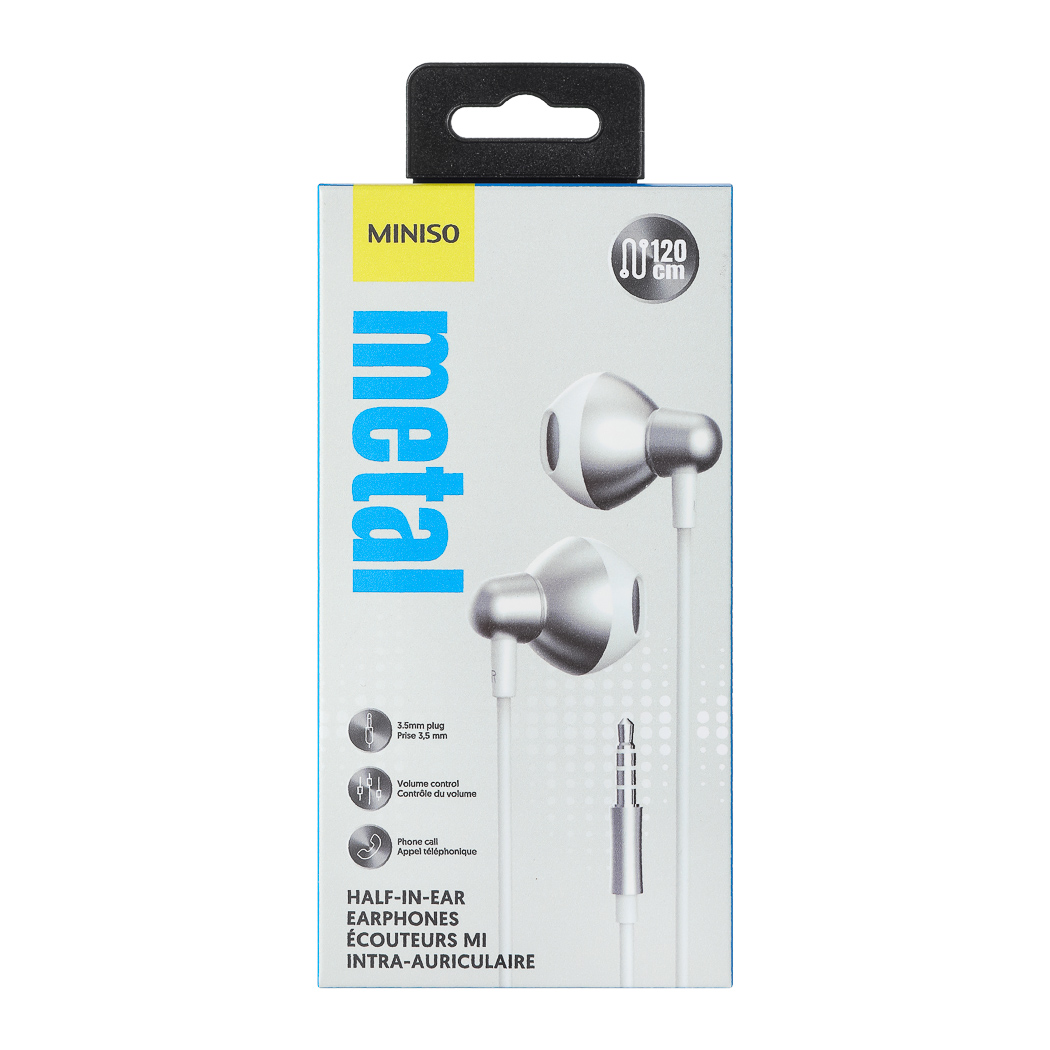 MINISO
120
cm
metal
3.5mm plug
Prise 3,5 mm
Volume control
Contrôle du volume
Phone call
Appel téléphonique
HALF-IN-EAR
EARPHONES
ÉCOUTEURS MI
INTRA-AURICULAIRE
R